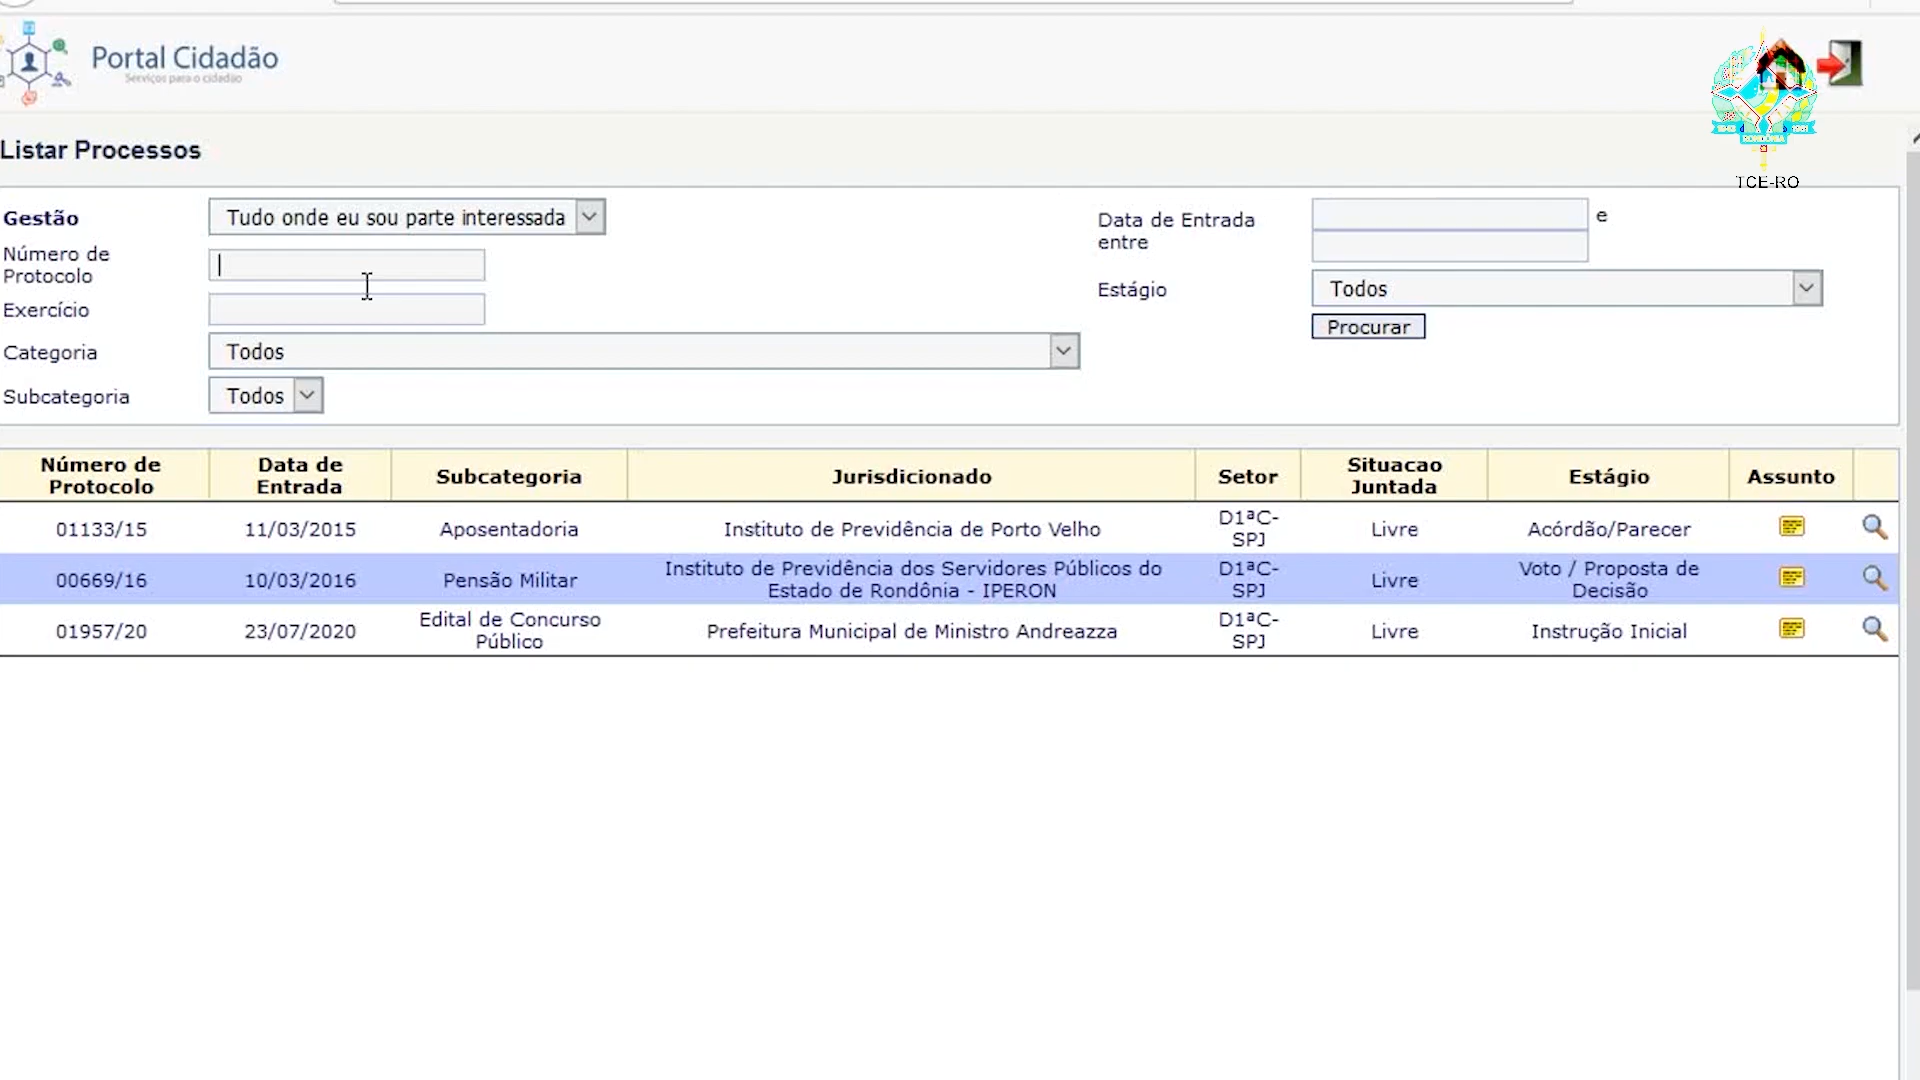 Portal Cidadão
Serviços para o cidadão
TCE-RO
Listar Processos
Gestão
Tudo onde eu sou parte interessada
Data de Entrada
entre
e
Número de
Protocolo
Exercício
Estágio
Todos
Procurar
Categoria
Todos
Subcategoria
Todos
Número de
Protocolo
Data de
Entrada
Subcategoria
Jurisdicionado
Setor
Situacao
Juntada
Estágio
Assunto
01133/15
11/03/2015
Aposentadoria
Instituto de Previdência de Porto Velho
D1ªC-
SPJ
Livre
Acórdão/Parecer
00669/16
10/03/2016
Pensão Militar
Instituto de Previdência dos Servidores Públicos do
Estado de Rondônia - IPERON
D1ªC-
SPJ
Livre
Voto / Proposta de
Decisão
01957/20
23/07/2020
Edital de Concurso
Público
Prefeitura Municipal de Ministro Andreazza
D1ªC-
SPJ
Livre
Instrução Inicial